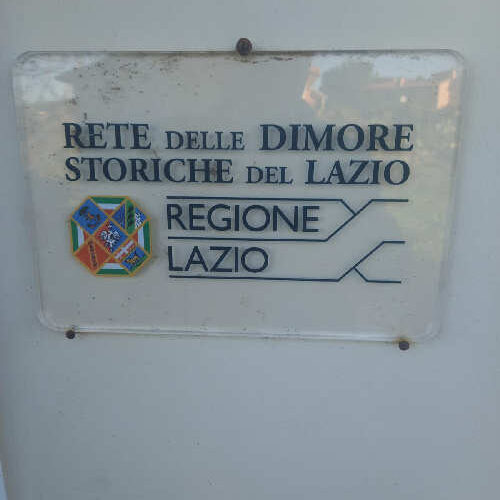 RETE DELLE DIMORE
STORICHE DEL LAZIO
REGIONE
LAZIO